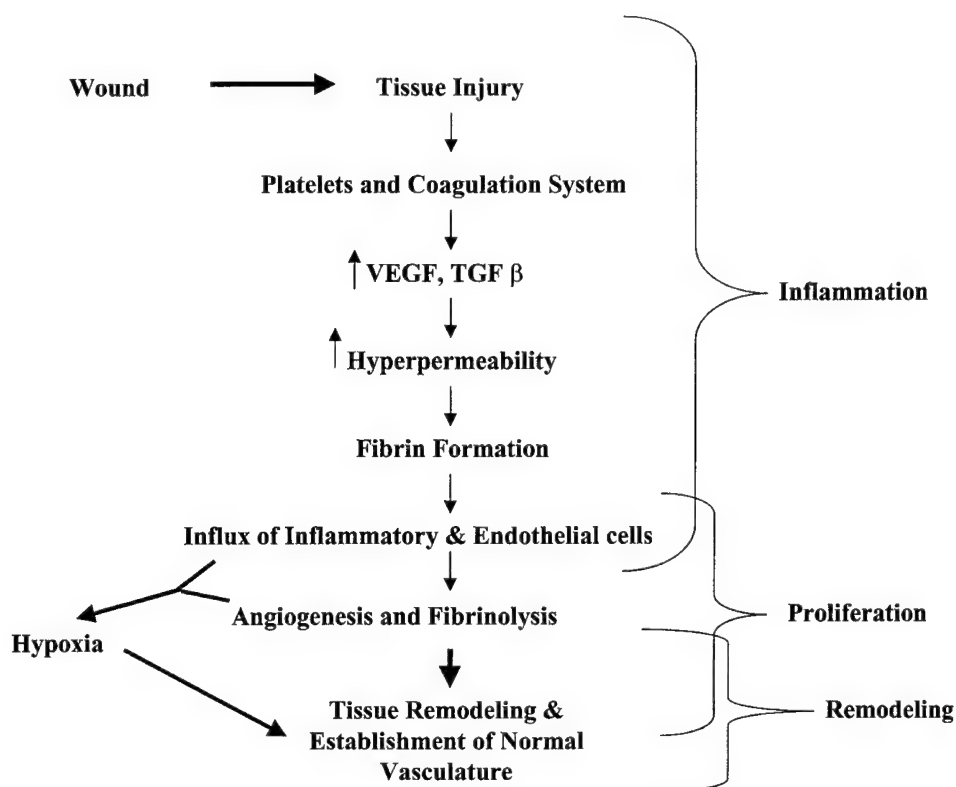 Wound
Tissue Injury
Platelets and Coagulation System
VEGF, TGF β
Hyperpermeability
Inflammation
Fibrin Formation
Influx of Inflammatory & Endothelial cells
Angiogenesis and Fibrinolysis
Proliferation
Hypoxia
Tissue Remodeling &
Establishment of Normal
Vasculature
Remodeling